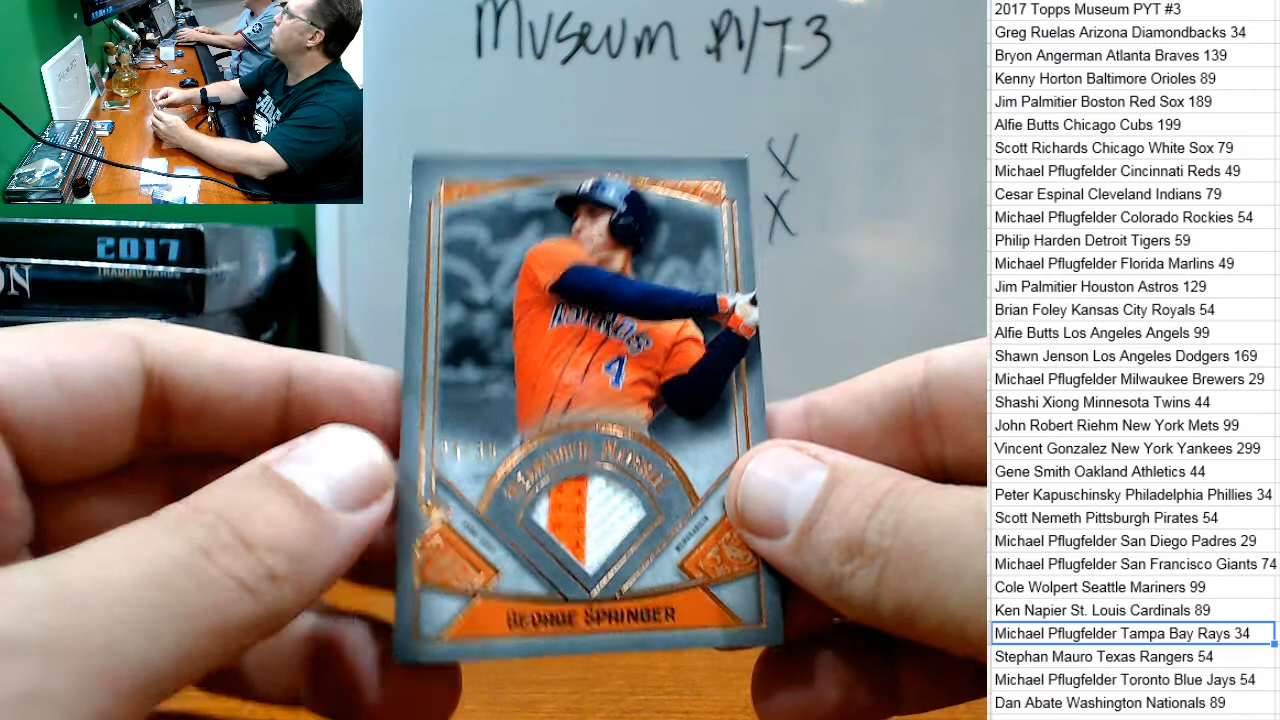 Museum PYT3
X
X
2017
TRADING CARDS
ON
ASTROS
4
GEORGE SPRINGER
2017 Topps Museum PYT #3
Greg Ruelas Arizona Diamondbacks 34
Bryon Angerman Atlanta Braves 139
Kenny Horton Baltimore Orioles 89
Jim Palmitier Boston Red Sox 189
Alfie Butts Chicago Cubs 199
Scott Richards Chicago White Sox 79
Michael Pflugfelder Cincinnati Reds 49
Cesar Espinal Cleveland Indians 79
Michael Pflugfelder Colorado Rockies 54
Philip Harden Detroit Tigers 59
Michael Pflugfelder Florida Marlins 49
Jim Palmitier Houston Astros 129
Brian Foley Kansas City Royals 54
Alfie Butts Los Angeles Angels 99
Shawn Jenson Los Angeles Dodgers 169
Michael Pflugfelder Milwaukee Brewers 29
Shashi Xiong Minnesota Twins 44
John Robert Riehm New York Mets 99
Vincent Gonzalez New York Yankees 299
Gene Smith Oakland Athletics 44
Peter Kapuschinsky Philadelphia Phillies 34
Scott Nemeth Pittsburgh Pirates 54
Michael Pflugfelder San Diego Padres 29
Michael Pflugfelder San Francisco Giants 74
Cole Wolpert Seattle Mariners 99
Ken Napier St. Louis Cardinals 89
Michael Pflugfelder Tampa Bay Rays 34
Stephan Mauro Texas Rangers 54
Michael Pflugfelder Toronto Blue Jays 54
Dan Abate Washington Nationals 89